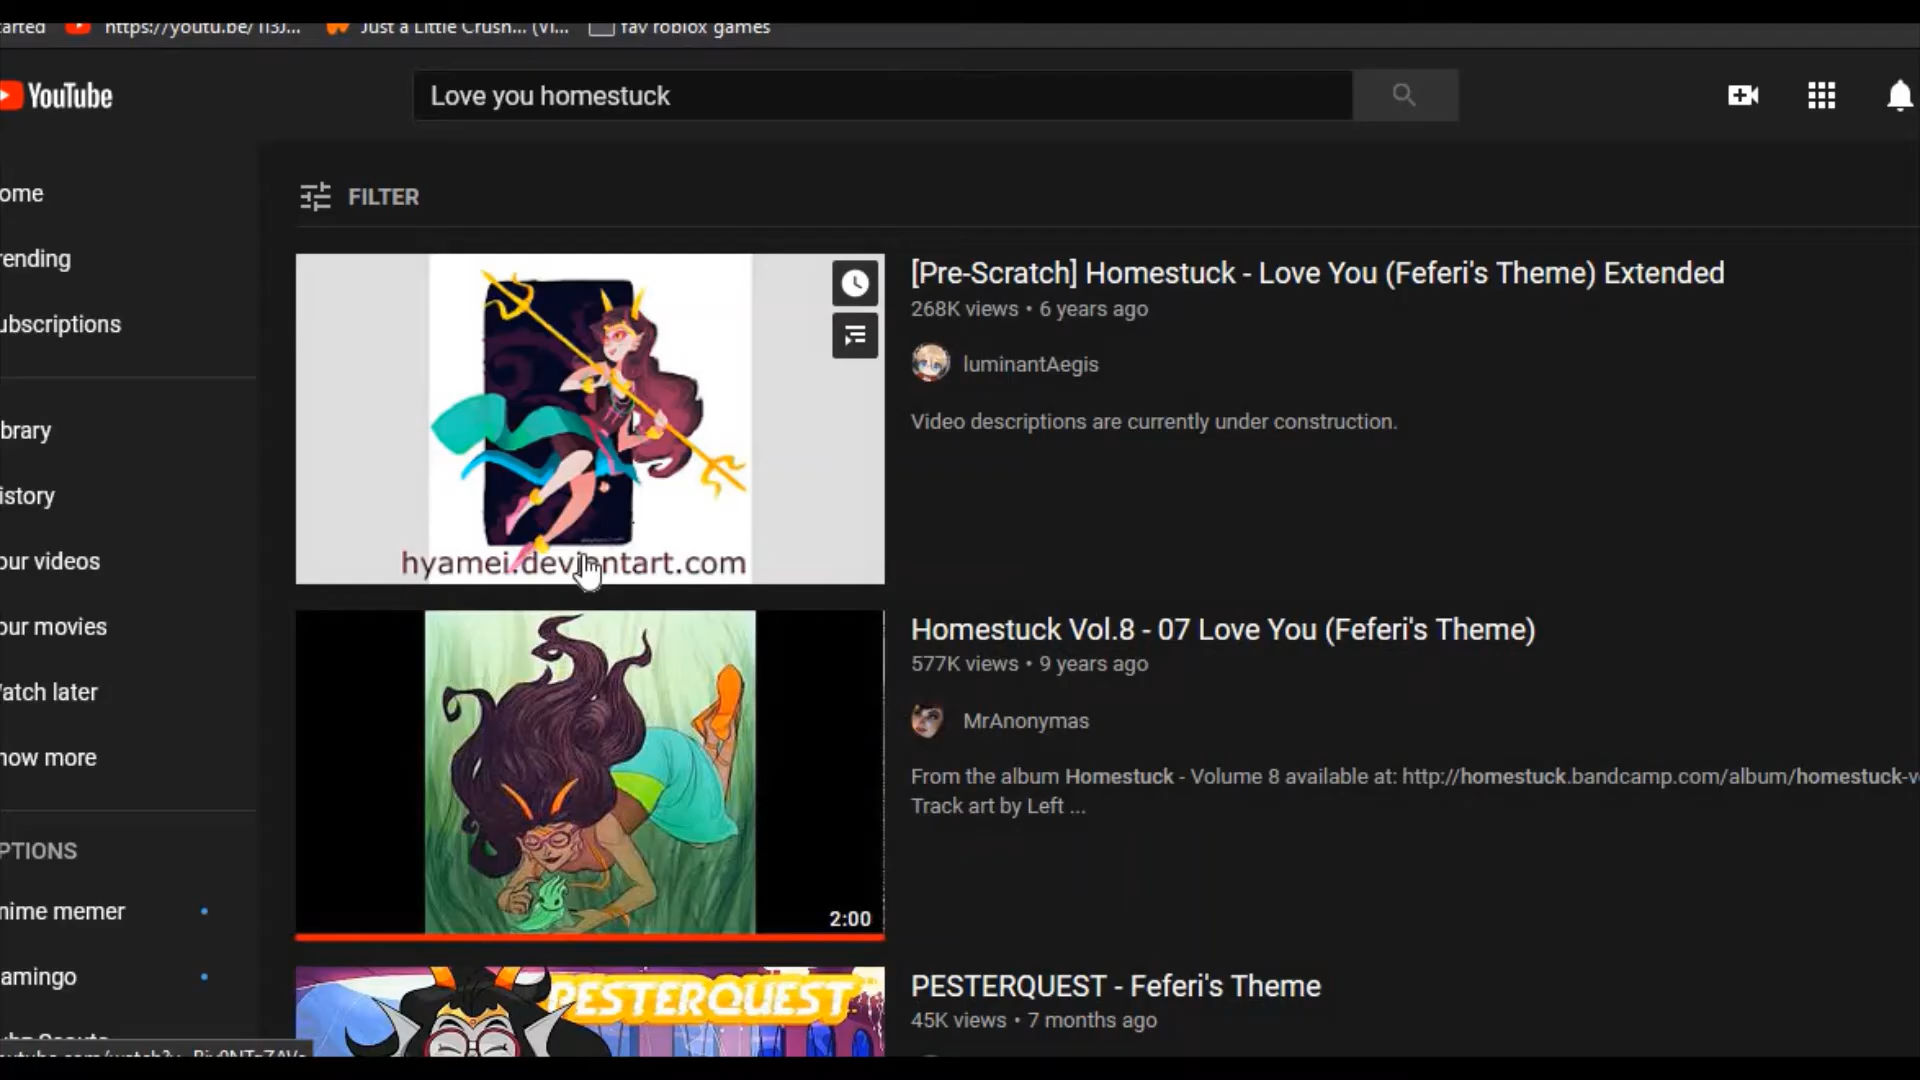 arted
https://youtu.be/Ti3J... Just a Little Crush... (Vi... fav roblox games
YouTube
Love you homestuck
ome
FILTER
rending
[Pre-Scratch] Homestuck - Love You (Feferi's Theme) Extended
268K views • 6 years ago
ubscriptions
luminantAegis
Video descriptions are currently under construction.
brary
istory
our videos
hyamei.deviantart.com
our movies
Homestuck Vol.8 - 07 Love You (Feferi's Theme)
577K views • 9 years ago
atch later
MrAnonymas
how more
From the album Homestuck - Volume 8 available at: http://homestuck.bandcamp.com/album/homestuck-v
Track art by Left ...
PTIONS
nime memer
2:00
amingo
PESTERQUEST
PESTERQUEST - Feferi's Theme
45K views • 7 months ago